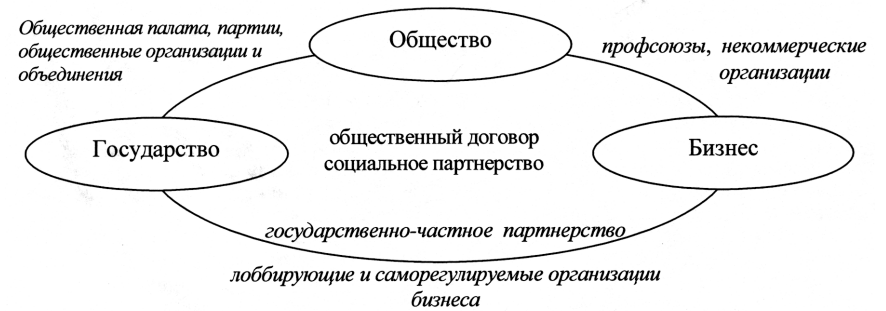 Общественная палата, партии,
общественные организации и
объединения
Общество
профсоюзы, некоммерческие
организации
Государство
общественный договор
социальное партнерство
Бизнес
государственно-частное партнерство
лоббирующие и саморегулируемые организации
бизнеса